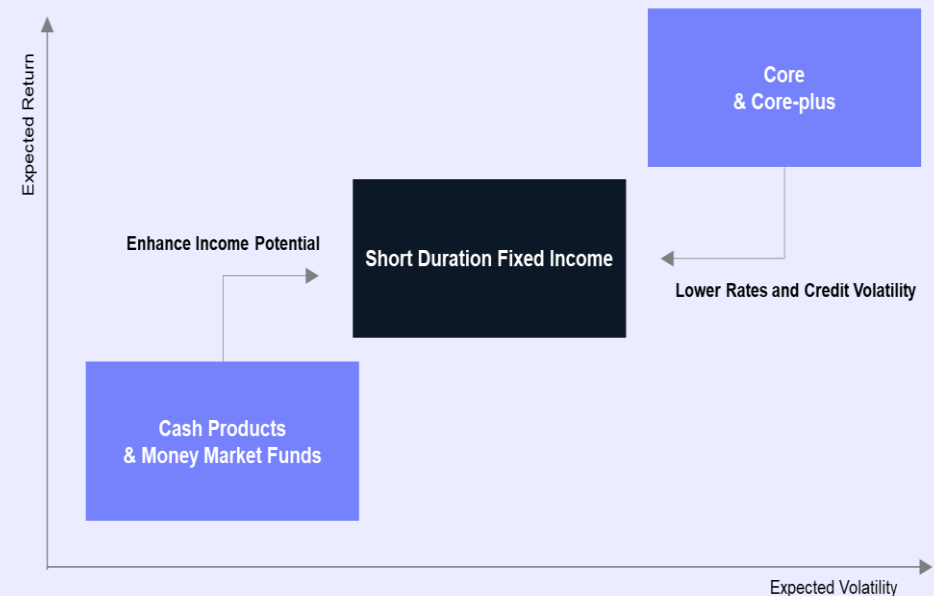 Expected Return
Core
& Core-plus
Enhance Income Potential
Short Duration Fixed Income
Lower Rates and Credit Volatility
Cash Products
& Money Market Funds
Expected Volatility